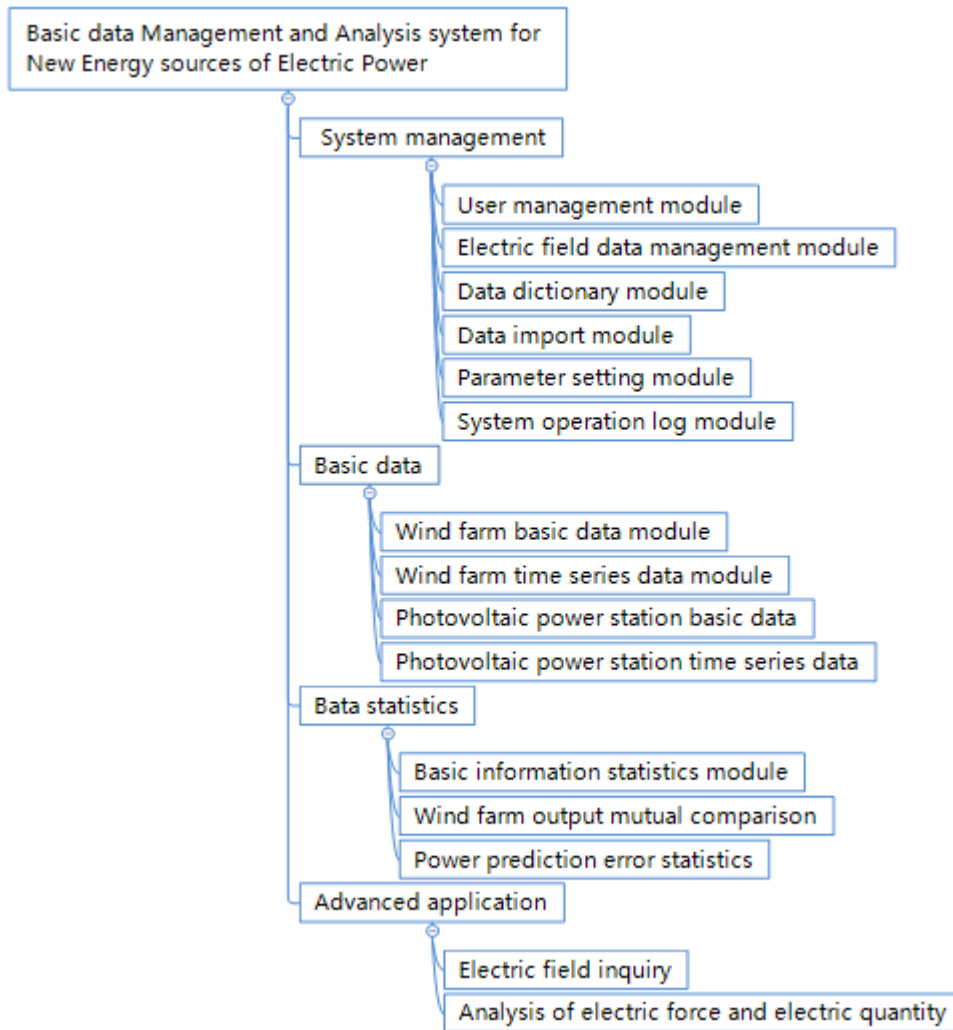 Basic data Management and Analysis system for
New Energy sources of Electric Power
System management
User management module
Electric field data management module
Data dictionary module
Data import module
Parameter setting module
System operation log module
Basic data
Wind farm basic data module
Wind farm time series data module
Photovoltaic power station basic data
Photovoltaic power station time series data
Bata statistics
Basic information statistics module
Wind farm output mutual comparison
Power prediction error statistics
Advanced application
Electric field inquiry
Analysis of electric force and electric quantity